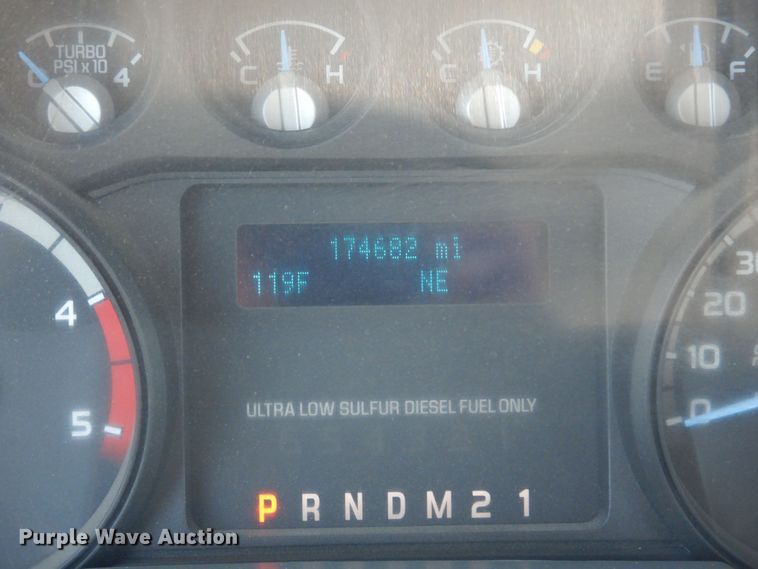 TURBO
PSI x 10
0 4
C H
C H
E F
174682 mi
119F NE
4
5
30
20
10
0
ULTRA LOW SULFUR DIESEL FUEL ONLY
P R N D M 2 1
Purple Wave Auction